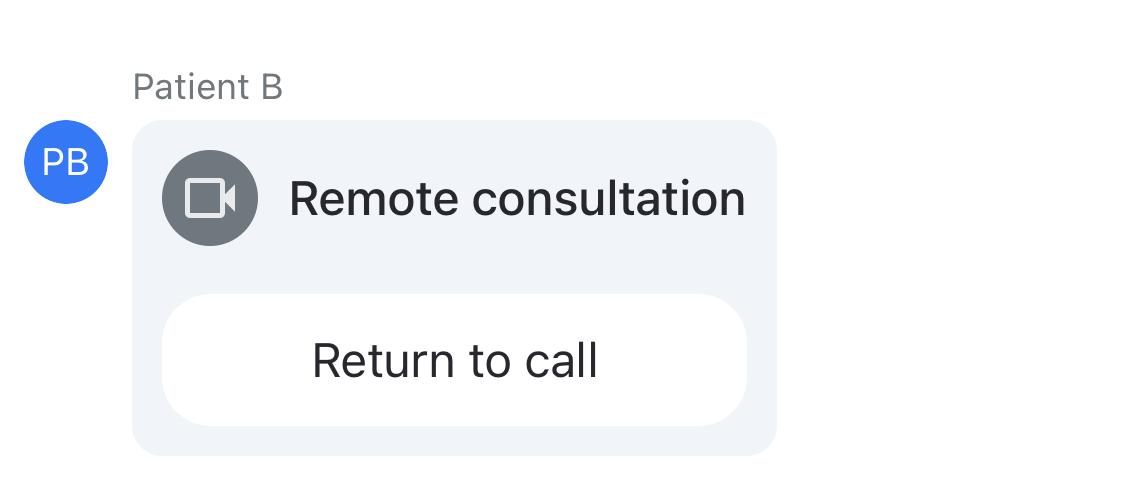 Patient B
PB
Remote consultation
Return to call